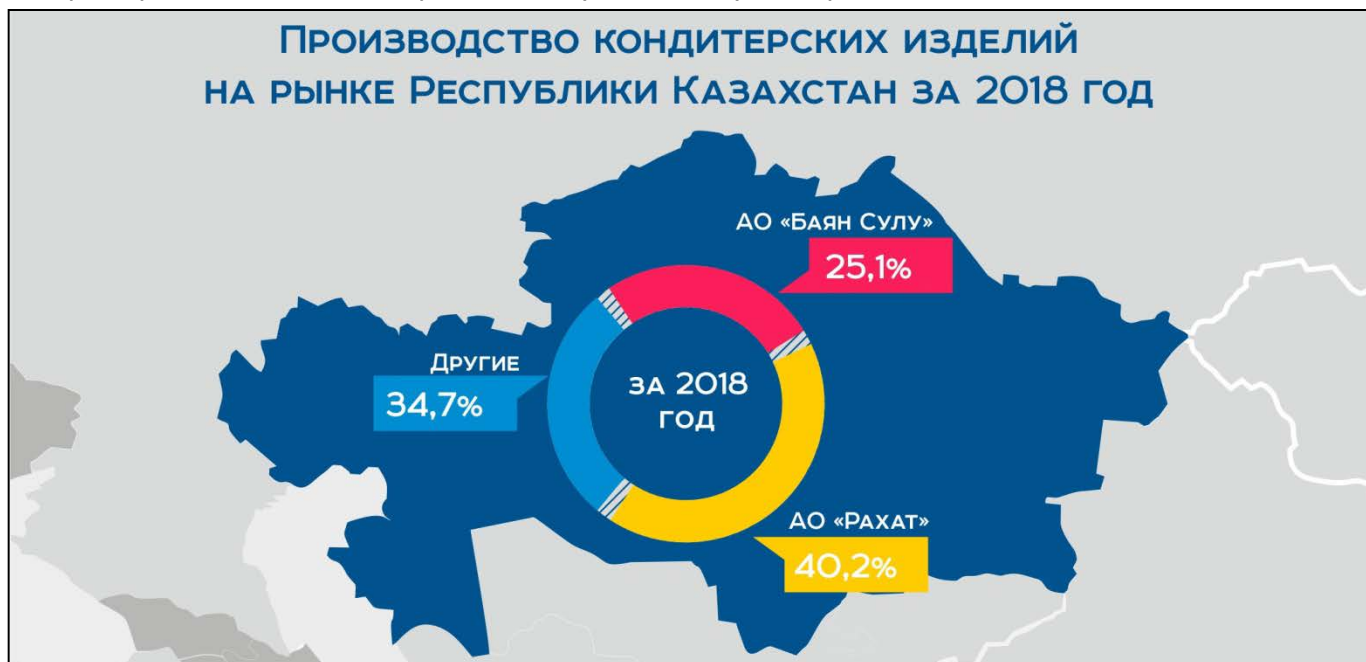 Производство кондитерских изделий
на рынке Республики Казахстан за 2018 год
АО «Баян Сулу»
25,1%
Другие
34,7%
за 2018
год
АО «Рахат»
40,2%